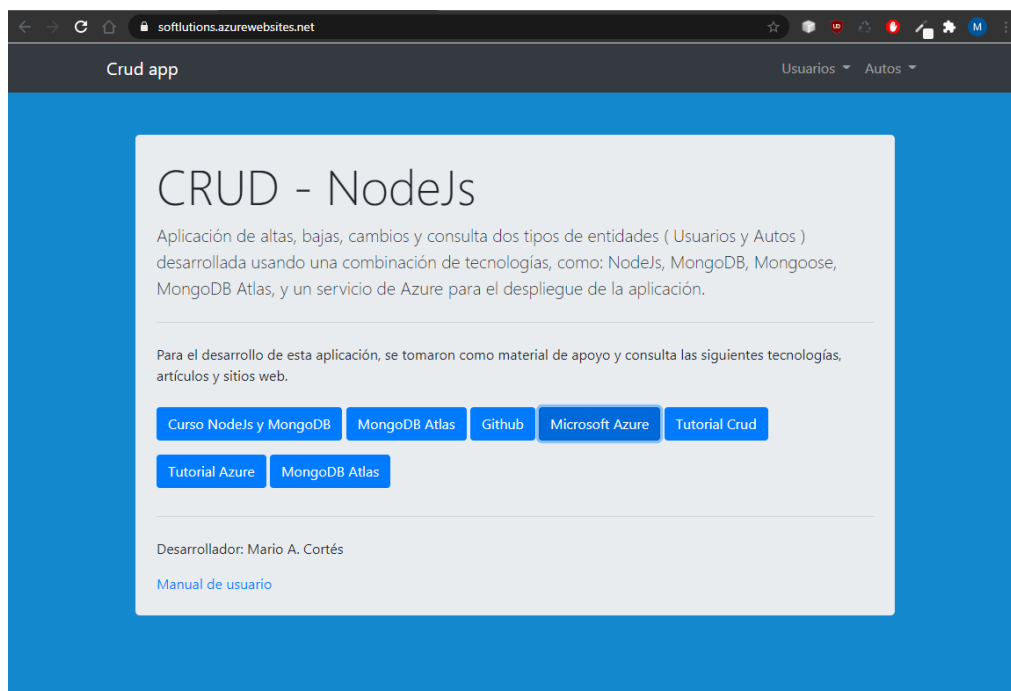 softlutions.azurewebsites.net
M
Crud app
Usuarios
Autos
CRUD - NodeJs
Aplicación de altas, bajas, cambios y consulta dos tipos de entidades ( Usuarios y Autos )
desarrollada usando una combinación de tecnologías, como: NodeJs, MongoDB, Mongoose,
MongoDB Atlas, y un servicio de Azure para el despliegue de la aplicación.
Para el desarrollo de esta aplicación, se tomaron como material de apoyo y consulta las siguientes tecnologías,
artículos y sitios web.
Curso NodeJs y MongoDB
MongoDB Atlas
Github
Microsoft Azure
Tutorial Crud
Tutorial Azure
MongoDB Atlas
Desarrollador: Mario A. Cortés
Manual de usuario